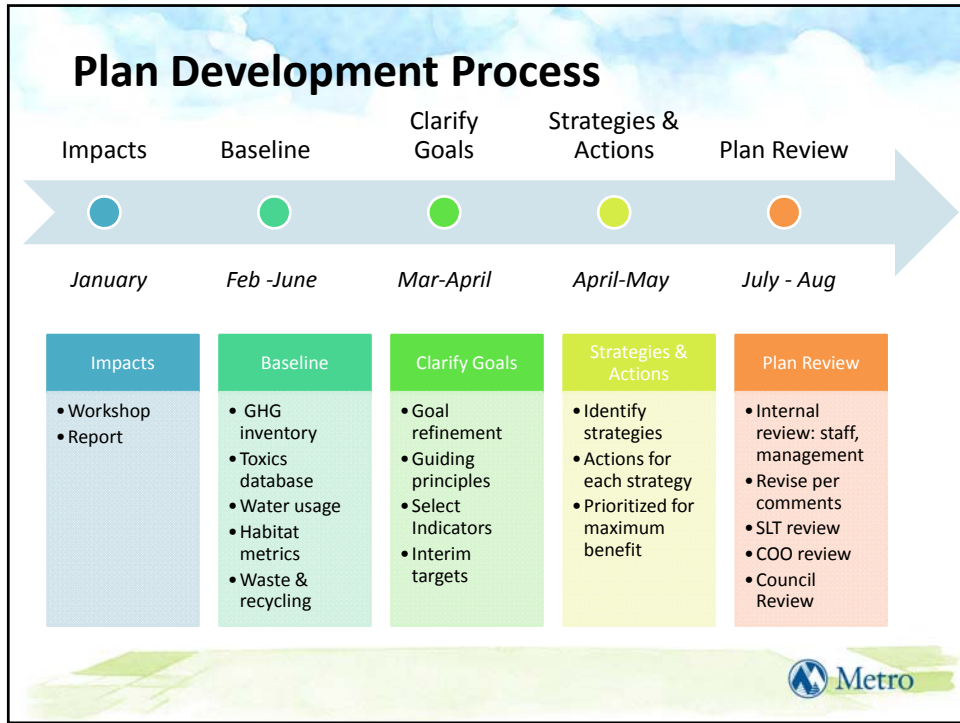 Plan Development Process
Impacts
Baseline
Clarify
Goals
Strategies &
Actions
Plan Review
January
Feb -June
Mar-April
April-May
July - Aug
Impacts
• Workshop
• Report
Baseline
• GHG
inventory
• Toxics
database
• Water usage
• Habitat
metrics
• Waste &
recycling
Clarify Goals
• Goal
refinement
• Guiding
principles
• Select
Indicators
• Interim
targets
Strategies &
Actions
• Identify
strategies
• Actions for
each strategy
• Prioritized for
maximum
benefit
Plan Review
• Internal
review: staff,
management
• Revise per
comments
• SLT review
• COO review
• Council
Review
Metro